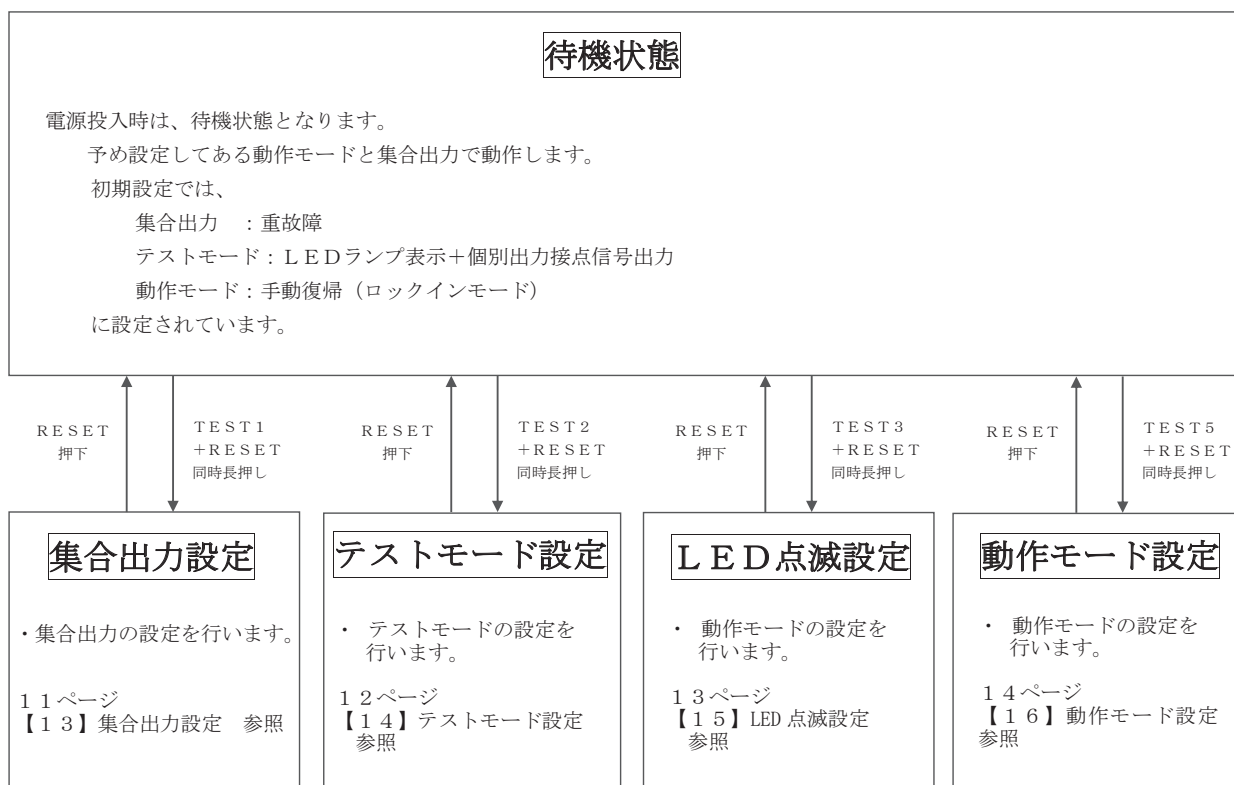 待機状態
電源投入時は、待機状態となります。
予め設定してある動作モードと集合出力で動作します。
初期設定では、
集合出力　：重故障
テストモード：ＬＥＤランプ表示＋個別出力接点信号出力
動作モード：手動復帰（ロックインモード）
に設定されています。
ＲＥＳＥＴ
押下
ＴＥＳＴ１
＋ＲＥＳＥＴ
同時長押し
ＲＥＳＥＴ
押下
ＴＥＳＴ２
＋ＲＥＳＥＴ
同時長押し
ＲＥＳＥＴ
押下
ＴＥＳＴ３
＋ＲＥＳＥＴ
同時長押し
ＲＥＳＥＴ
押下
ＴＥＳＴ５
＋ＲＥＳＥＴ
同時長押し
集合出力設定
・集合出力の設定を行います。
１１ページ
【１３】集合出力設定　参照
テストモード設定
・ テストモードの設定を
行います。
１２ページ
【１４】テストモード設定
参照
ＬＥＤ点滅設定
・ 動作モードの設定を
行います。
１３ページ
【１５】LED 点滅設定
参照
動作モード設定
・ 動作モードの設定を
行います。
１４ページ
【１６】動作モード設定
参照